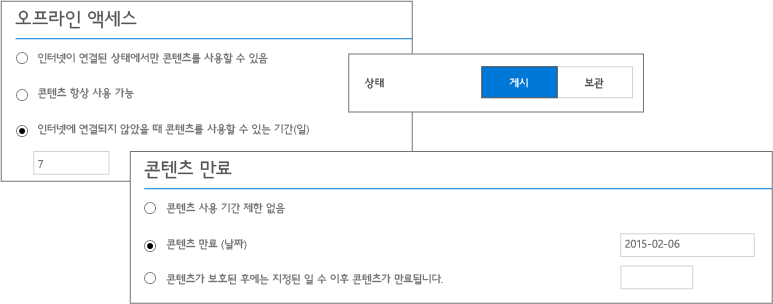 오프라인 액세스
인터넷이 연결된 상태에서만 콘텐츠를 사용할 수 있음
콘텐츠 항상 사용 가능
인터넷에 연결되지 않았을 때 콘텐츠를 사용할 수 있는 기간(일)
7
상태 게시 보관
콘텐츠 만료
콘텐츠 사용 기간 제한 없음
콘텐츠 만료 (날짜) 2015-02-06
콘텐츠가 보호된 후에는 지정된 일 수 이후 콘텐츠가 만료됩니다.